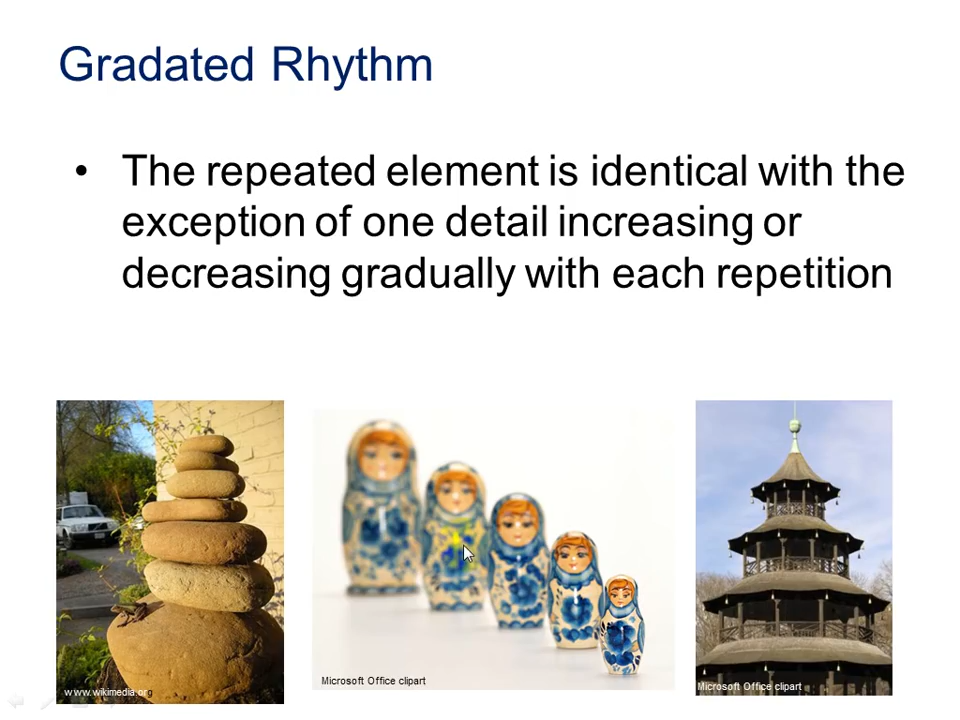 Gradated Rhythm
• The repeated element is identical with the
exception of one detail increasing or
decreasing gradually with each repetition
www.wikimedia.org
Microsoft Office clipart
Microsoft Office clipart